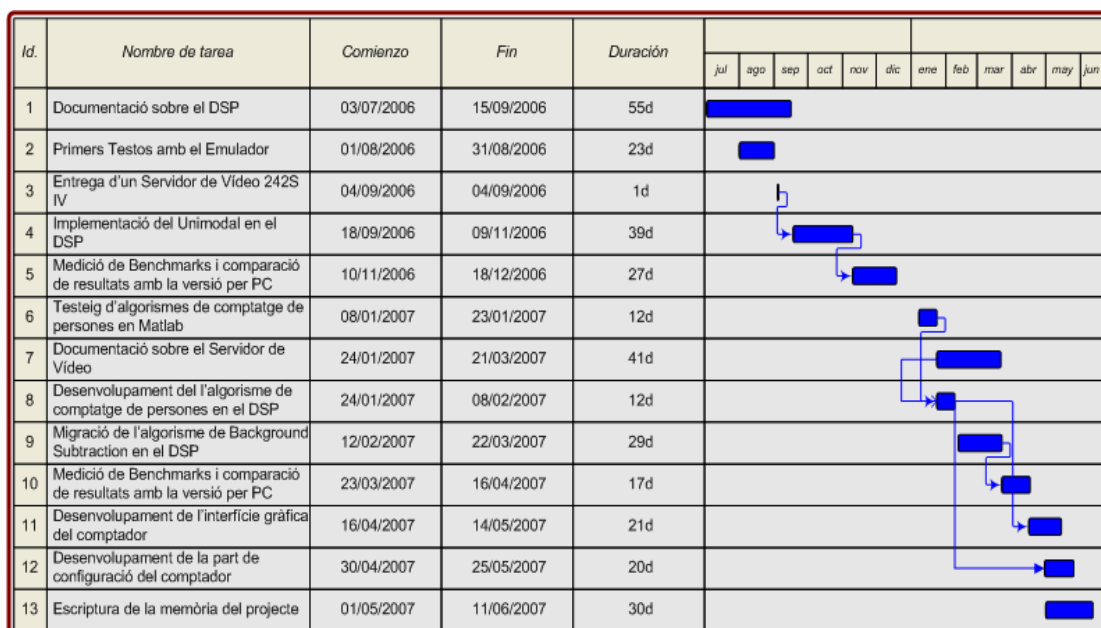 Id. Nombre de tarea Comienzo Fin Duración
jul ago sep oct nov dic ene feb mar abr may jun
1 Documentació sobre el DSP 03/07/2006 15/09/2006 55d
2 Primers Testos amb el Emulador 01/08/2006 31/08/2006 23d
3 Entrega d'un Servidor de Vídeo 242S
IV 04/09/2006 04/09/2006 1d
4 Implementació del Unimodal en el
DSP 18/09/2006 09/11/2006 39d
5 Medició de Benchmarks i comparació
de resultats amb la versió per PC 10/11/2006 18/12/2006 27d
6 Testeig d'algorismes de comptatge de
persones en Matlab 08/01/2007 23/01/2007 12d
7 Documentació sobre el Servidor de
Vídeo 24/01/2007 21/03/2007 41d
8 Desenvolupament del l'algorisme de
comptatge de persones en el DSP 24/01/2007 08/02/2007 12d
9 Migració de l'algorisme de Background
Subtraction en el DSP 12/02/2007 22/03/2007 29d
10 Medició de Benchmarks i comparació
de resultats amb la versió per PC 23/03/2007 16/04/2007 17d
11 Desenvolupament de l'interfície gràfica
del comptador 16/04/2007 14/05/2007 21d
12 Desenvolupament de la part de
configuració del comptador 30/04/2007 25/05/2007 20d
13 Escriptura de la memòria del projecte 01/05/2007 11/06/2007 30d